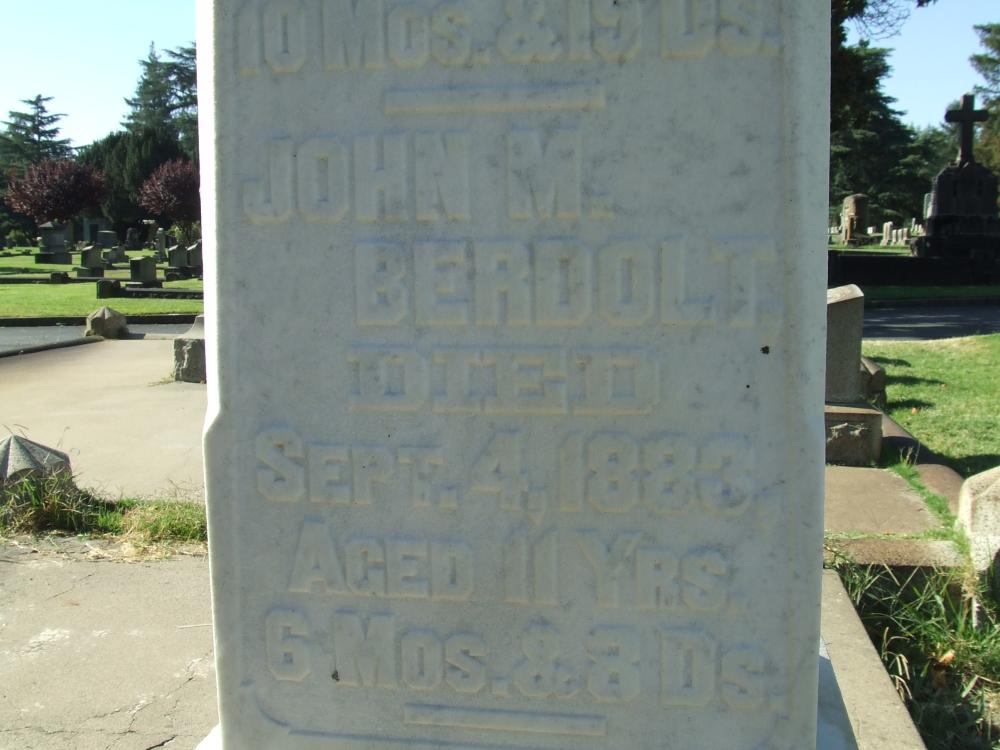 10 Mos. & 19 Ds.
JOHN M.
BERDOLT,
DIED
SEPT. 4, 1883.
AGED 11 YRS.
6 MOS. & 8 Ds.